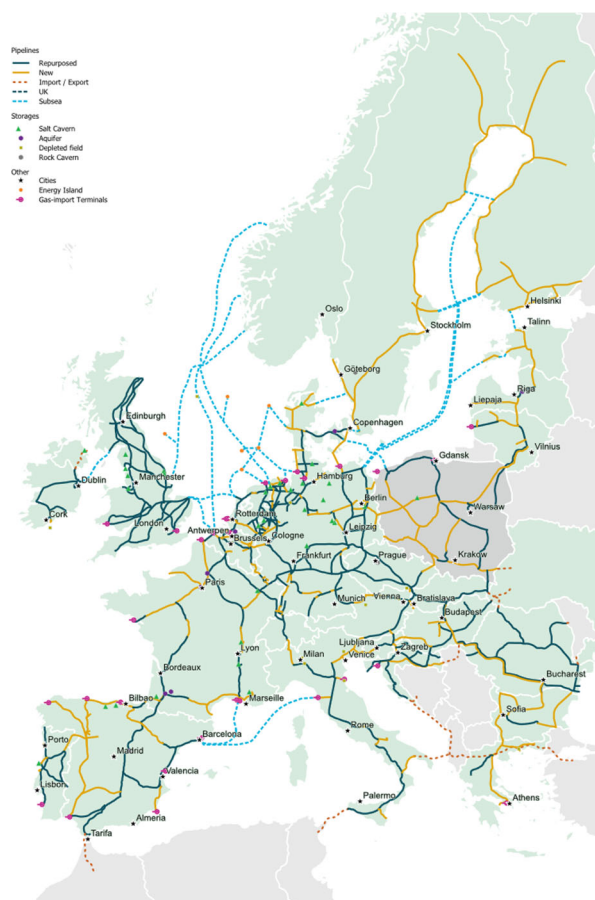 Pipelines
Repurposed
New
Import / Export
UK
Subsea
Storages
Salt Cavern
Aquifer
Depleted field
Rock Cavern
Other
Cities
Energy Island
Gas-import Terminals
Oslo
Helsinki
Stockholm
Talinn
Göteborg
Riga
Liepaja
Edinburgh
Copenhagen
Vilnius
Gdansk
Dublin
Manchester
Hamburg
Berlin
Warsaw
Cork
London
Rotterdam
Antwerpen
Leipzig
Brussels
Cologne
Frankfurt
Prague
Krakow
Paris
Munich
Vienna
Bratislava
Budapest
Lyon
Milan
Ljubljana
Venice
Zagreb
Bordeaux
Bucharest
Bilbao
Marseille
Sofia
Porto
Barcelona
Rome
Madrid
Valencia
Lisbon
Palermo
Athens
Almeria
Tarifa